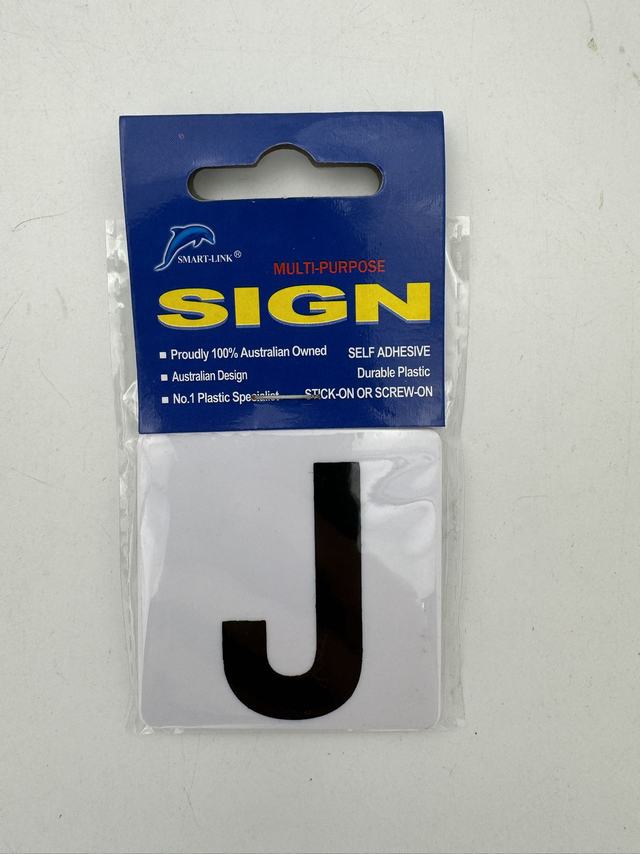 SMART-LINK®
MULTI-PURPOSE
SIGN
Proudly 100% Australian Owned
SELF ADHESIVE
Australian Design
Durable Plastic
No.1 Plastic Specialist
STICK-ON OR SCREW-ON
J